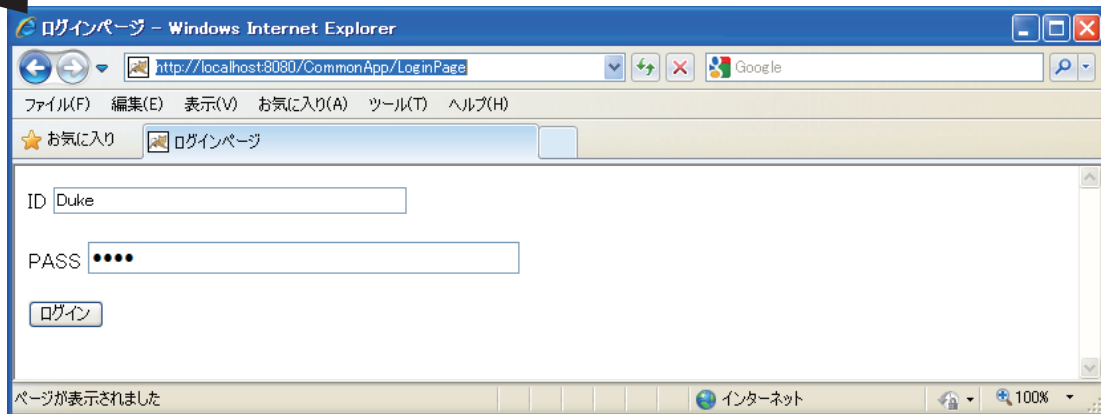 ログインページ - Windows Internet Explorer
http://localhost:8080/CommonApp/LoginPage
Google
ファイル(F) 編集(E) 表示(V) お気に入り(A) ツール(T) ヘルプ(H)
お気に入り ログインページ
ID Duke
PASS ••••
ログイン
ページが表示されました インターネット 100%